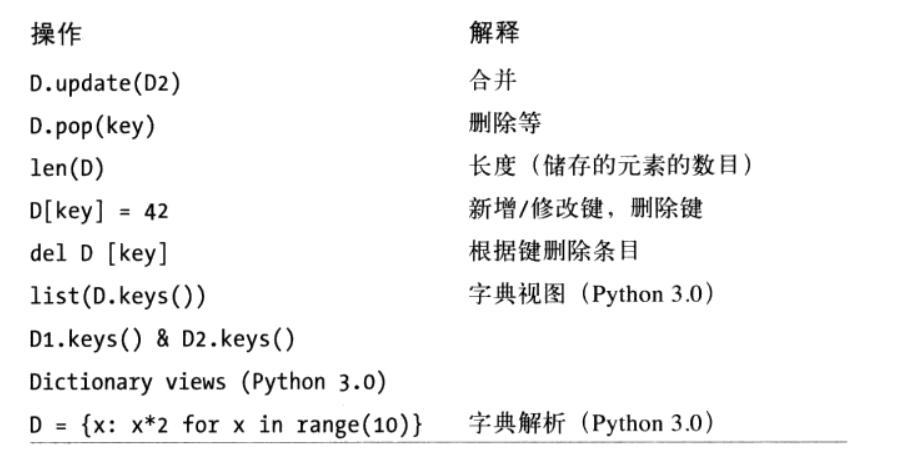 操作 解释
D.update(D2) 合并
D.pop(key) 删除等
len(D) 长度（储存的元素的数目）
D[key] = 42 新增/修改键，删除键
del D [key] 根据键删除条目
list(D.keys()) 字典视图（Python 3.0）
D1.keys() & D2.keys()
Dictionary views (Python 3.0)
D = {x: x*2 for x in range(10)} 字典解析（Python 3.0）